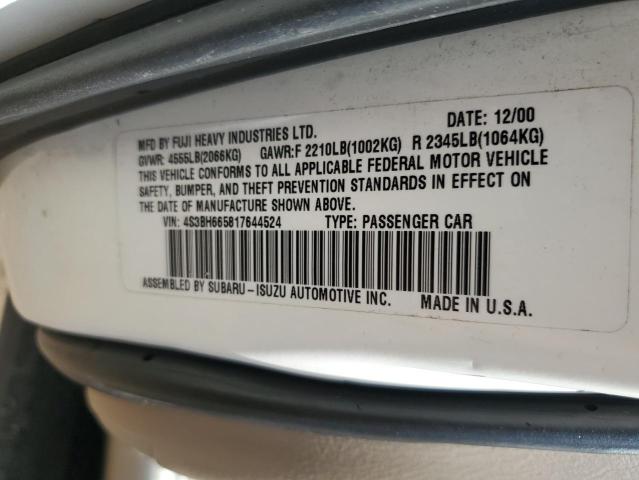 MFD BY FUJI HEAVY INDUSTRIES LTD. DATE: 12/00
GVWR: 4555LB(2066KG) GAWR:F 2210LB(1002KG) R 2345LB(1064KG)
THIS VEHICLE CONFORMS TO ALL APPLICABLE FEDERAL MOTOR VEHICLE
SAFETY, BUMPER, AND THEFT PREVENTION STANDARDS IN EFFECT ON
THE DATE OF MANUFACTURE SHOWN ABOVE.
VIN: 4S3BH665817644524 TYPE: PASSENGER CAR
ASSEMBLED BY SUBARU-ISUZU AUTOMOTIVE INC. MADE IN U.S.A.